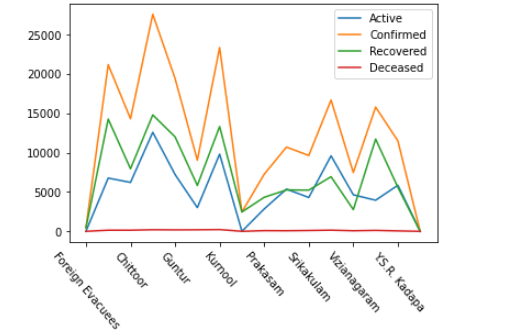 Active
Confirmed
Recovered
Deceased
25000
20000
15000
10000
5000
0
Foreign Evacuees
Chittoor
Guntur
Kurnool
Prakasam
Srikakulam
Vizianagaram
Y.S.R. Kadapa